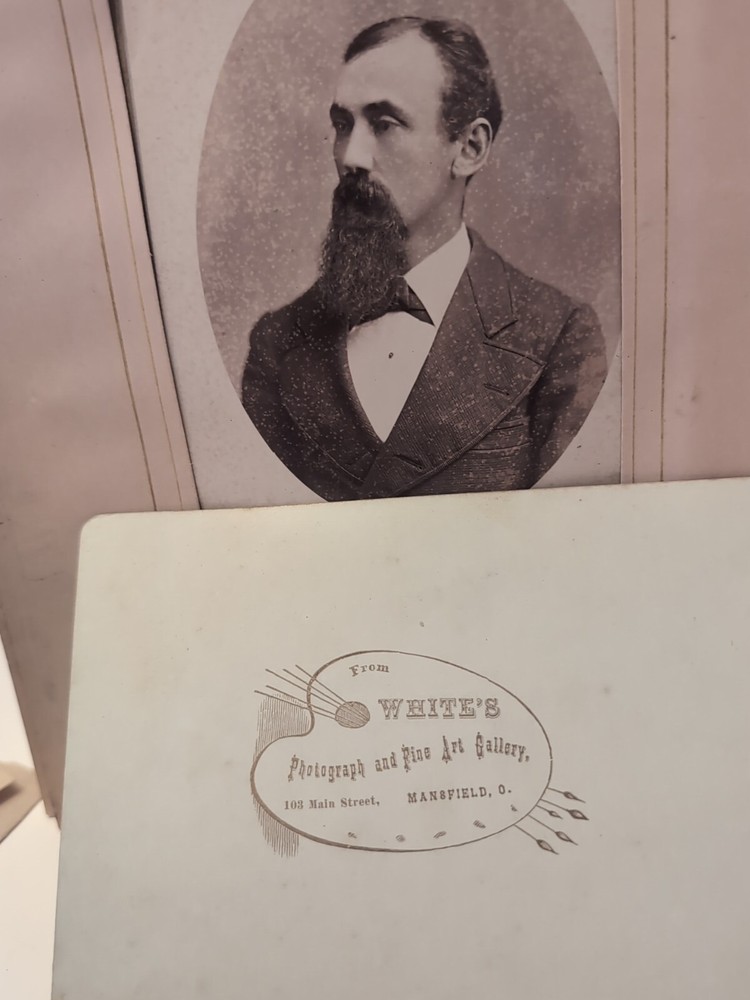 From
WHITE'S
Photograph and Fine Art Gallery,
103 Main Street, MANSFIELD, O.